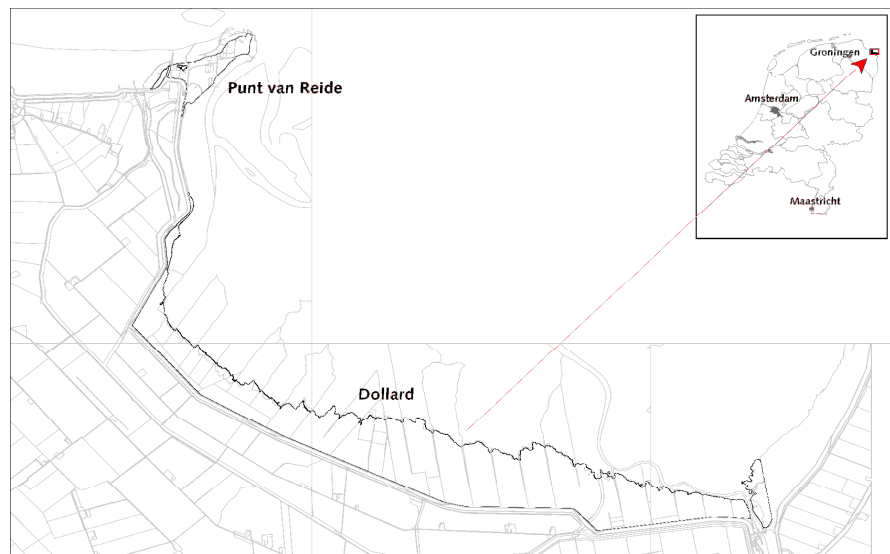 Punt van Reide
Dollard
Groningen
Amsterdam
Maastricht